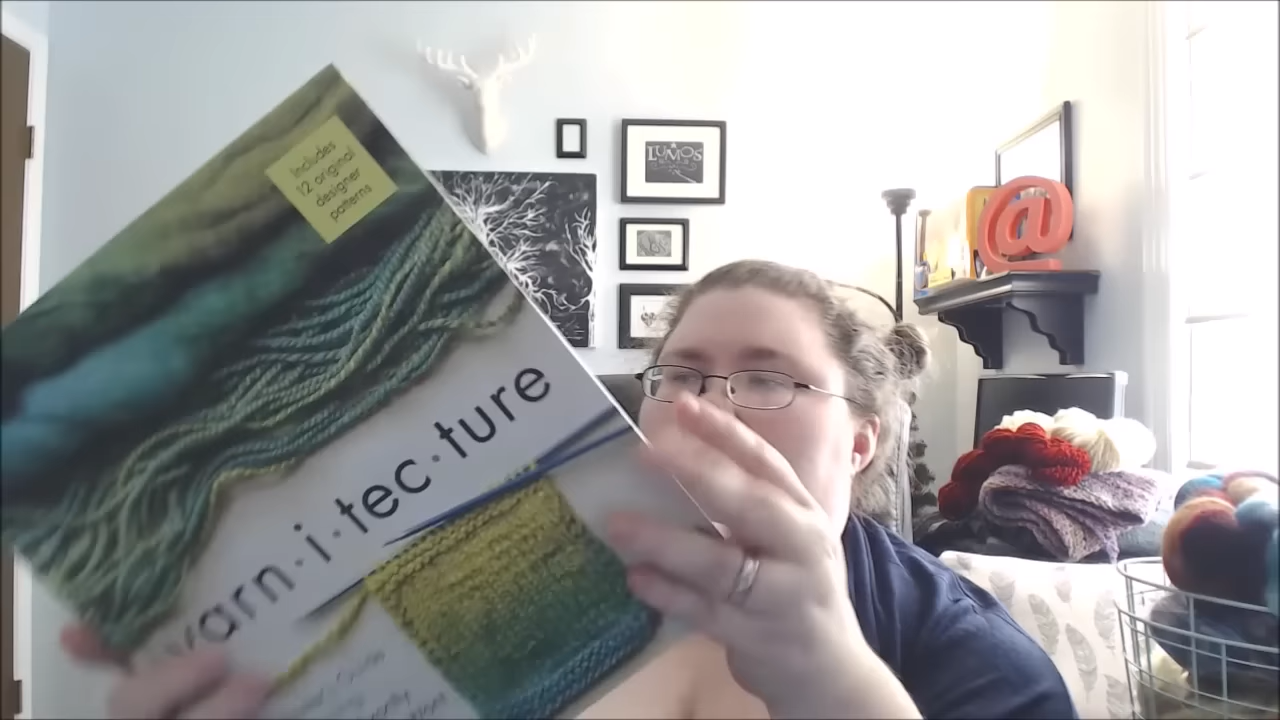 Includes
12 original
designer
patterns
yarn·i·tec·ture
LUMOS
@